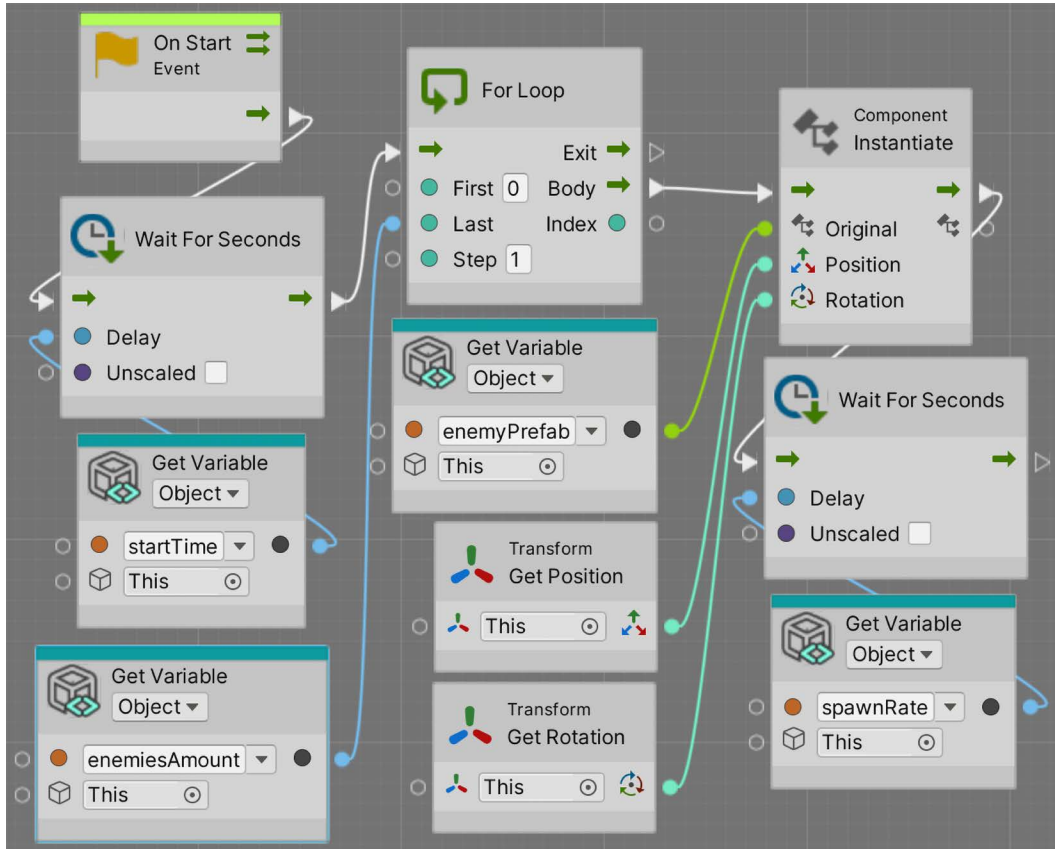 On Start
Event
Wait For Seconds
Delay
Unscaled
Get Variable
Object
startTime
This
Get Variable
Object
enemiesAmount
This
For Loop
Exit
First 0 Body
Last Index
Step 1
Get Variable
Object
enemyPrefab
This
Transform
Get Position
This
Transform
Get Rotation
This
Component
Instantiate
Original
Position
Rotation
Wait For Seconds
Delay
Unscaled
Get Variable
Object
spawnRate
This